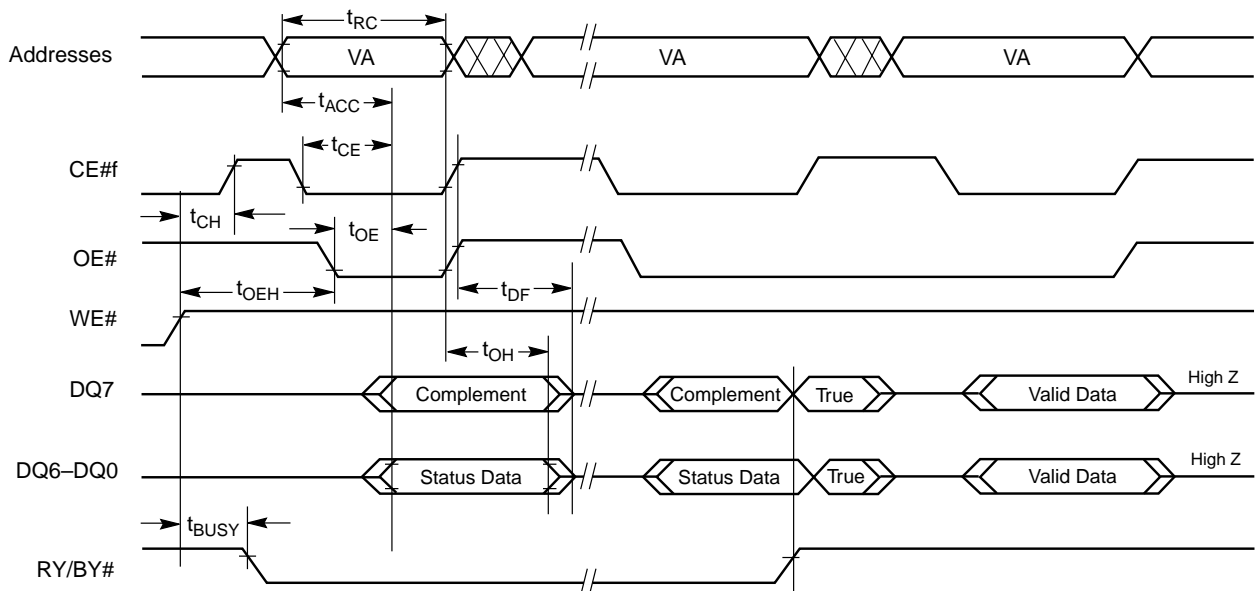 tRC
Addresses VA VA VA
tACC
tCE
CE#f
tCH tOE
OE#
tOEH tDF
WE#
tOH
DQ7 Complement Complement True Valid Data High Z
DQ6–DQ0 Status Data Status Data True Valid Data High Z
tBUSY
RY/BY#